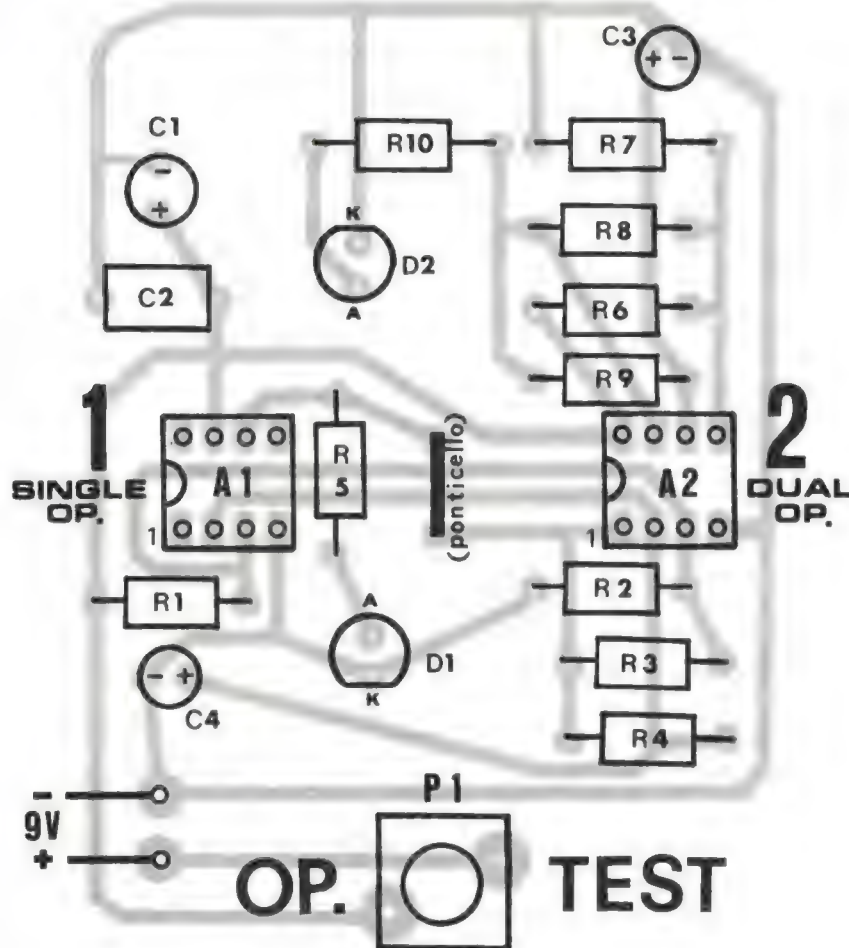 C3
+ -
C1
-
+
R10
R7
K
R8
D2
A
C2
R6
R9
1
SINGLE
OP.
A1
1
R
5
(ponticello)
2
DUAL
OP.
A2
1
R1
A
D1
K
R2
R3
- +
C4
R4
-
9V
+
P1
OP.
TEST